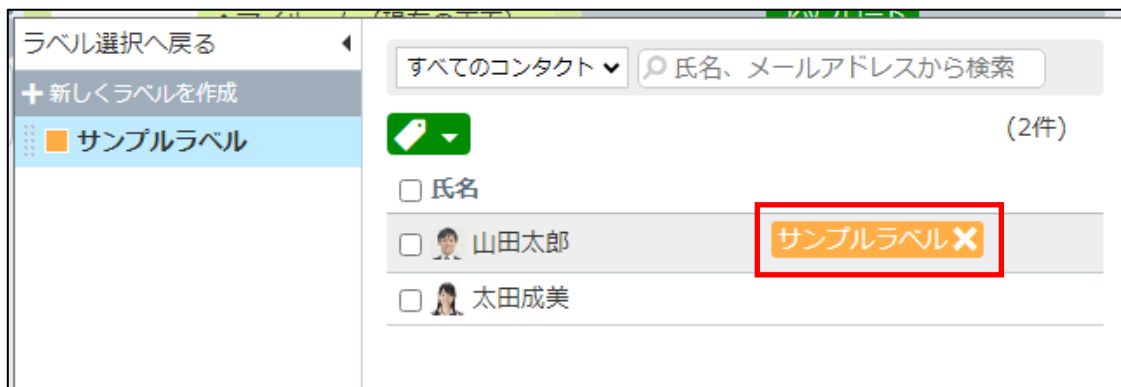 ラベル選択へ戻る
新しくラベルを作成
サンプルラベル
すべてのコンタクト
氏名、メールアドレスから検索
(2件)
氏名
山田太郎
サンプルラベル
太田成美